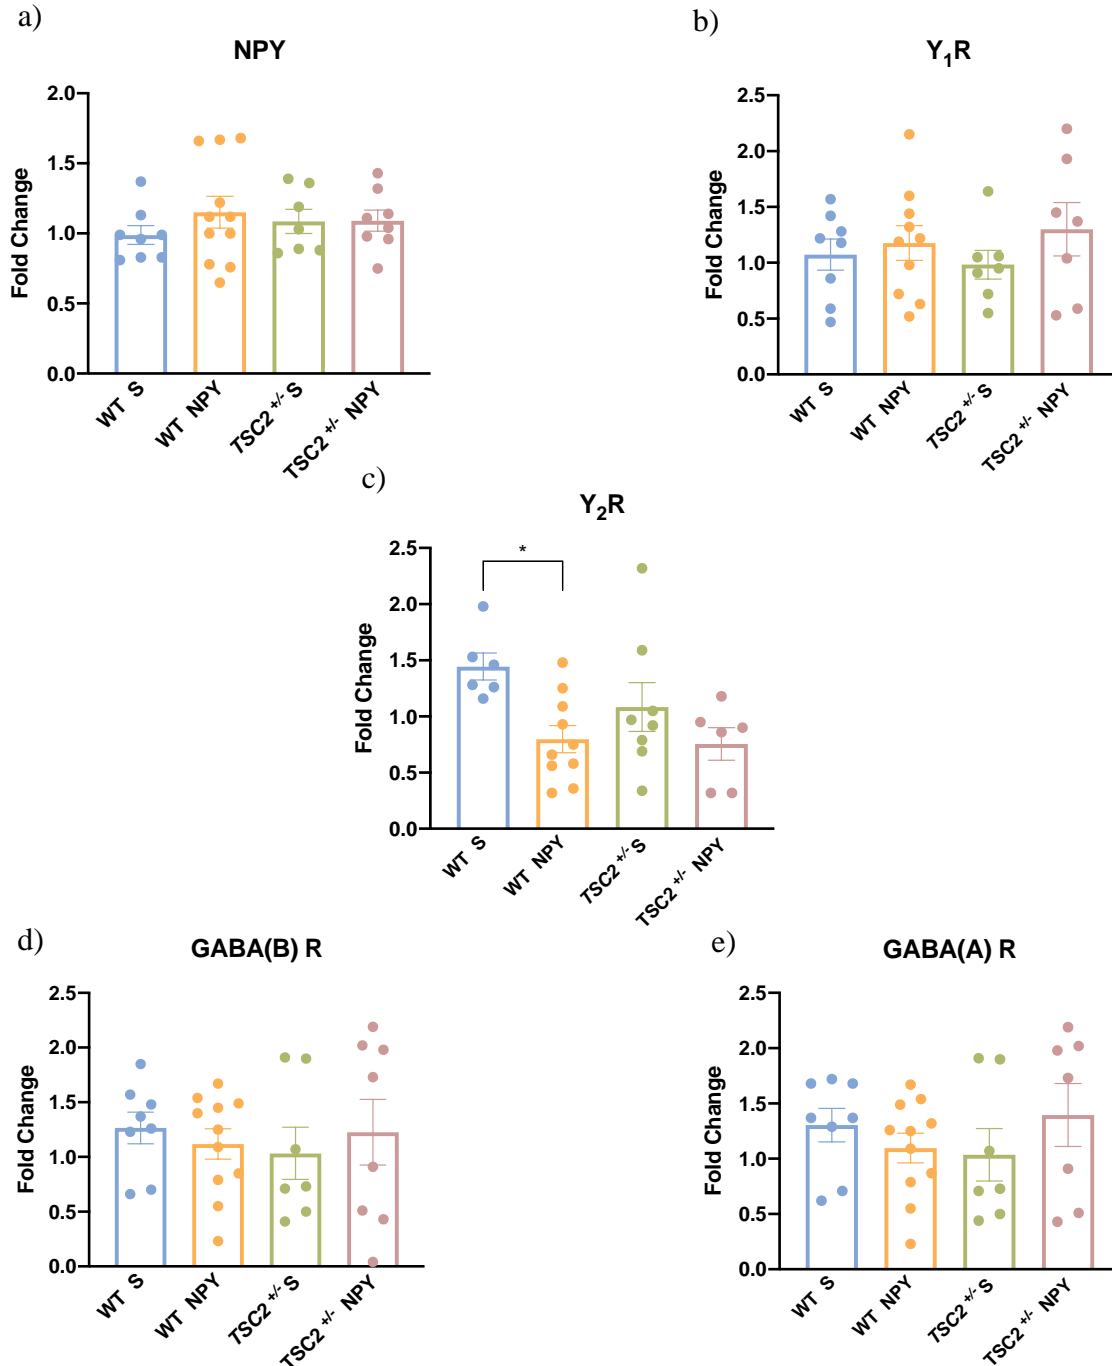 a)
NPY
Fold Change
2.0
1.5
1.0
0.5
0.0
WT S
WT NPY
TSC2 +/- S
TSC2 +/- NPY
b)
Y1R
Fold Change
2.5
2.0
1.5
1.0
0.5
0.0
WT S
WT NPY
TSC2 +/- S
TSC2 +/- NPY
c)
Y2R
Fold Change
2.5
2.0
1.5
1.0
0.5
0.0
*
WT S
WT NPY
TSC2 +/- S
TSC2 +/- NPY
d)
GABA(B) R
Fold Change
2.5
2.0
1.5
1.0
0.5
0.0
WT S
WT NPY
TSC2 +/- S
TSC2 +/- NPY
e)
GABA(A) R
Fold Change
2.5
2.0
1.5
1.0
0.5
0.0
WT S
WT NPY
TSC2 +/- S
TSC2 +/- NPY